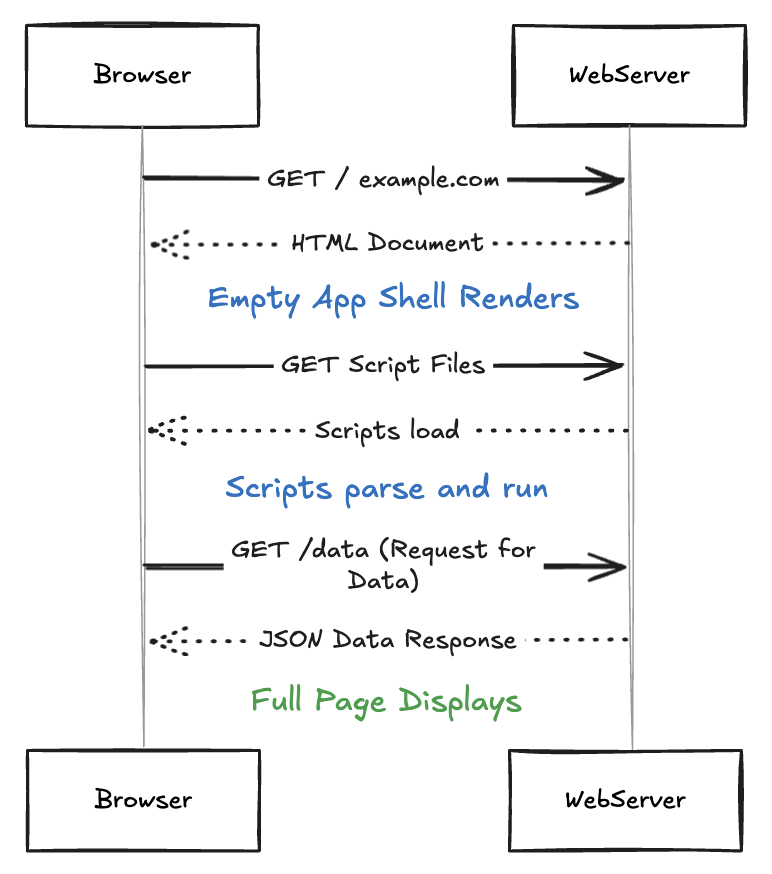 Browser
WebServer
GET / example.com
HTML Document
Empty App Shell Renders
GET Script Files
Scripts load
Scripts parse and run
GET /data (Request for
Data)
JSON Data Response
Full Page Displays
Browser
WebServer